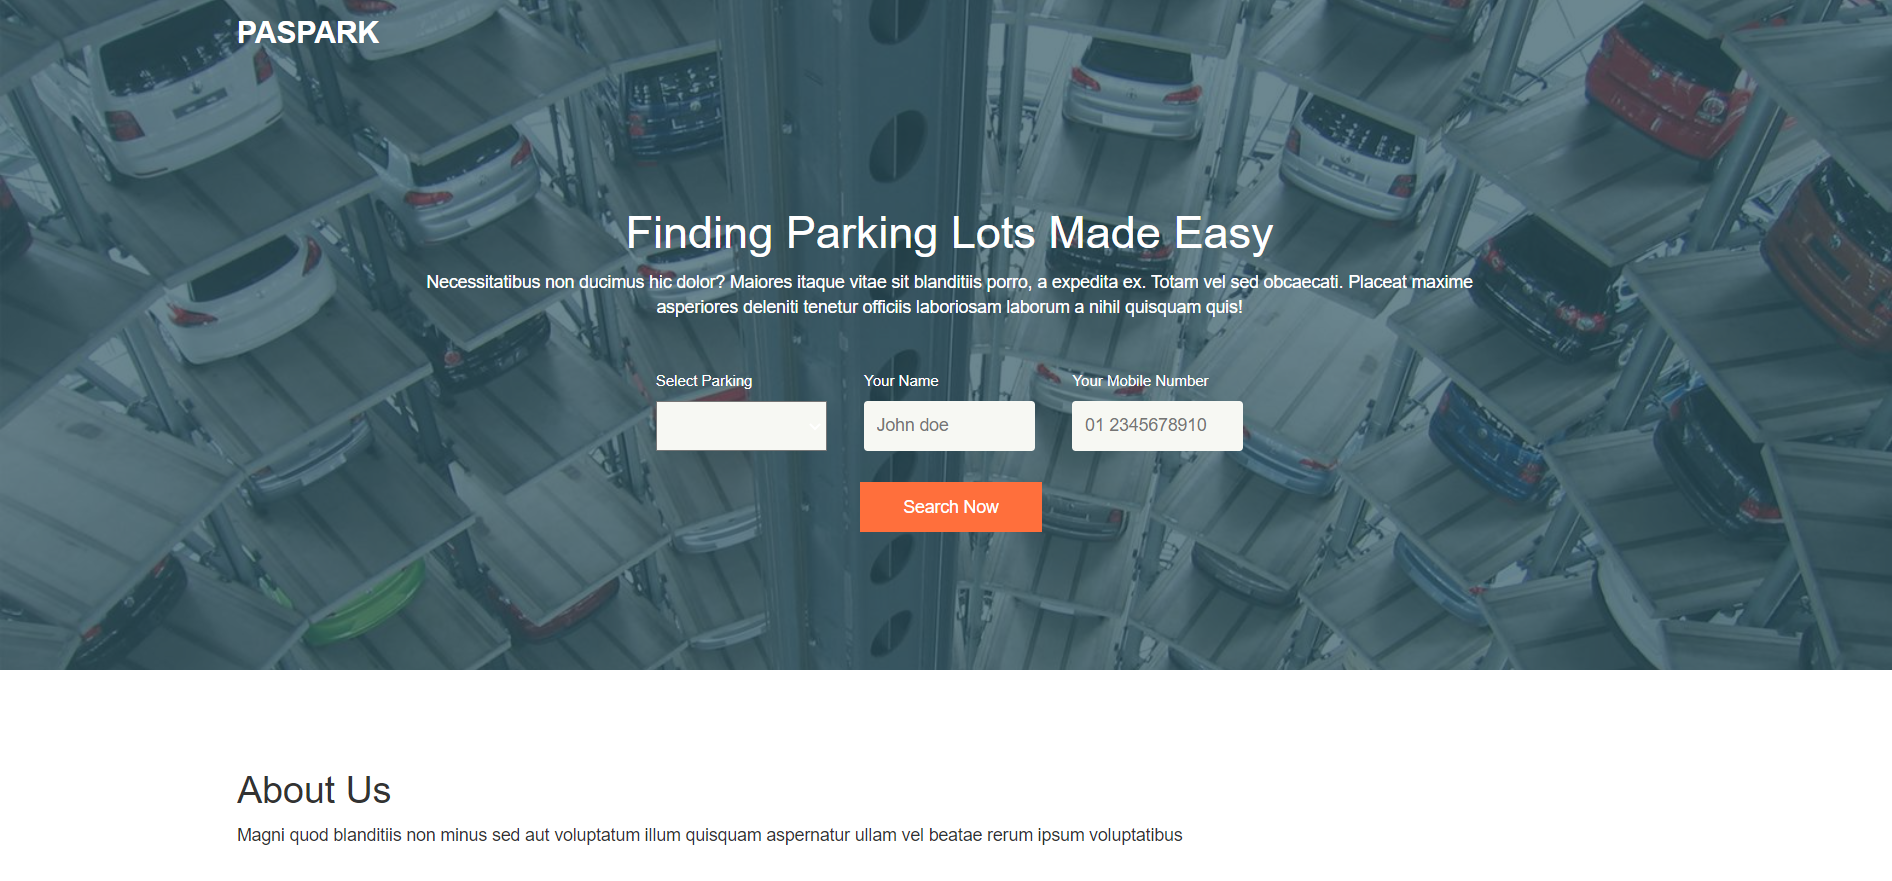 PASPARK
Finding Parking Lots Made Easy
Necessitatibus non ducimus hic dolor? Maiores itaque vitae sit blanditiis porro, a expedita ex. Totam vel sed obcaecati. Placeat maxime
asperiores deleniti tenetur officiis laboriosam laborum a nihil quisquam quis!
Select Parking Your Name Your Mobile Number
John doe 01 2345678910
Search Now
About Us
Magni quod blanditiis non minus sed aut voluptatum illum quisquam aspernatur ullam vel beatae rerum ipsum voluptatibus